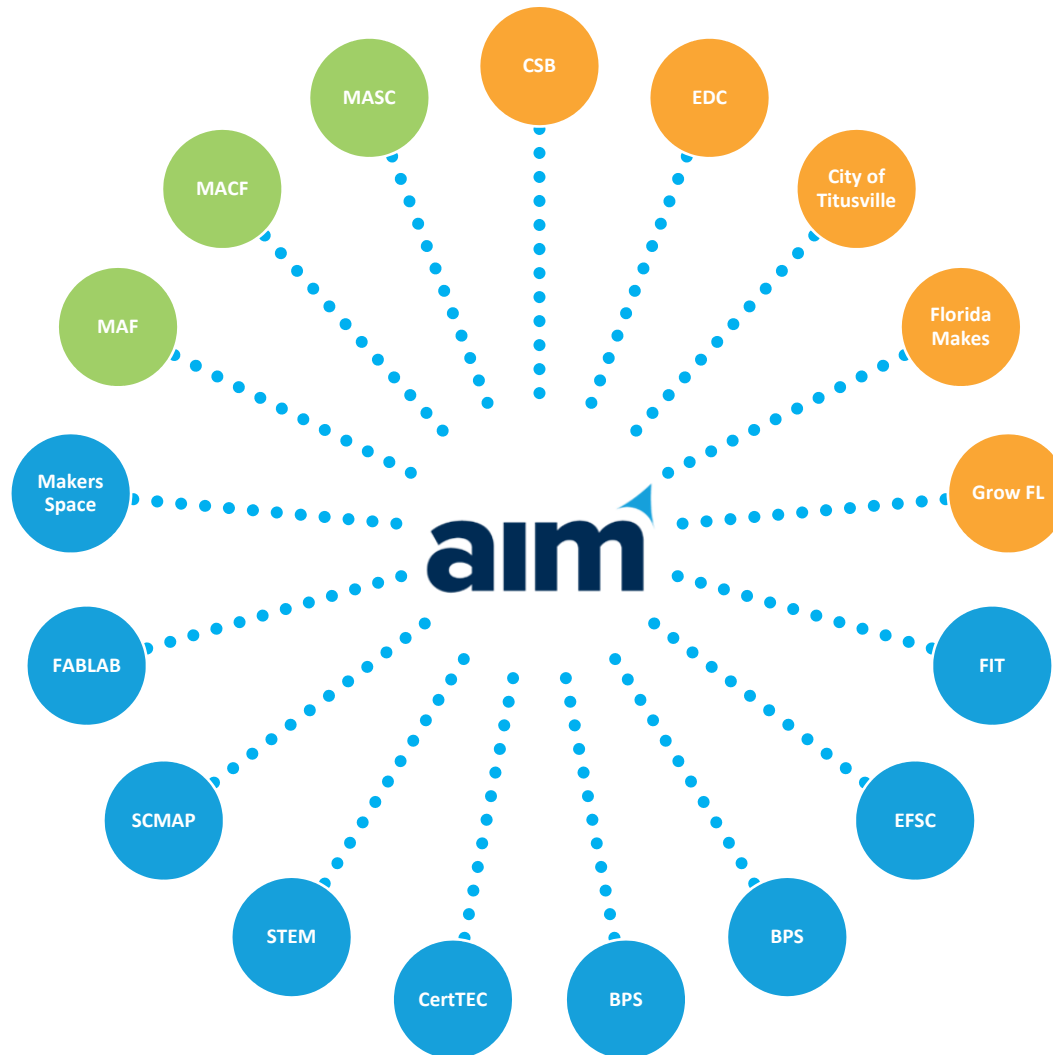 CSB
EDC
City of
Titusville
Florida
Makes
Grow FL
FIT
EFSC
BPS
BPS
CertTEC
STEM
SCMAP
FABLAB
Makers
Space
MAF
MACF
MASC
aim